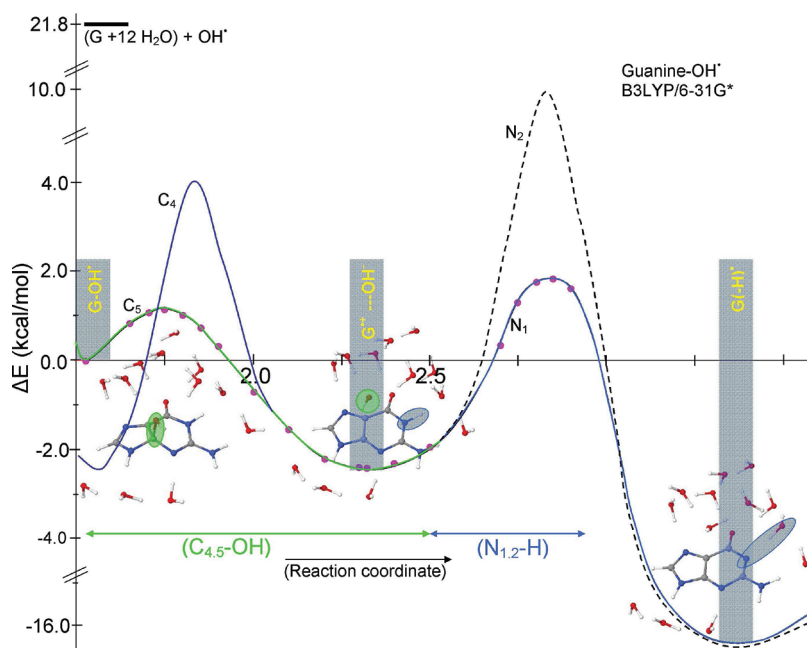 21.8
(G +12 H₂O) + OH•
Guanine-OH•
B3LYP/6-31G*
10.0
N₂
4.0
C₄
2.0
G-OH•
C₅
G•⁺ ---OH
N₁
G(-H)•
ΔE (kcal/mol)
0.0
2.0
2.5
-2.0
-4.0
(C₄.₅-OH)
(N₁.₂-H)
(Reaction coordinate)
-16.0